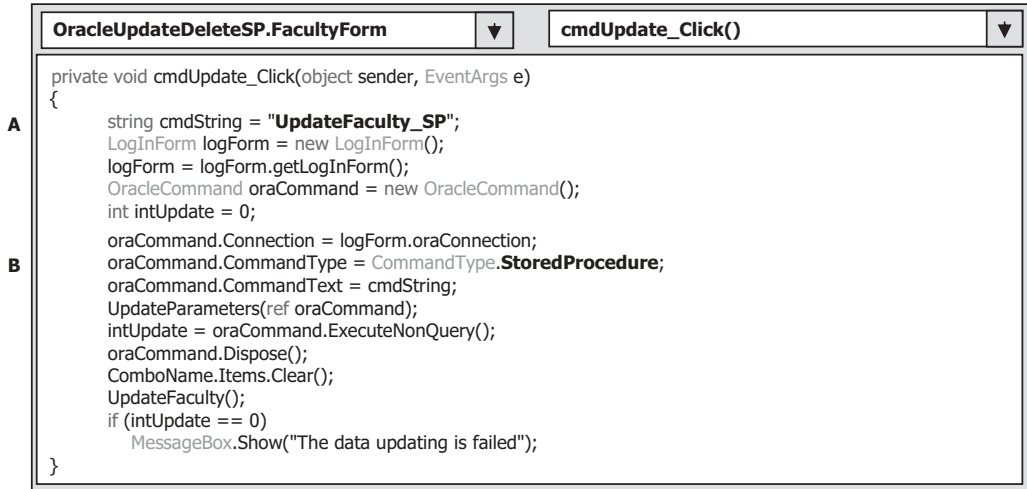 OracleUpdateDeleteSP.FacultyForm cmdUpdate_Click()
private void cmdUpdate_Click(object sender, EventArgs e)
{
A string cmdString = "UpdateFaculty_SP";
LogInForm logForm = new LogInForm();
logForm = logForm.getLogInForm();
OracleCommand oraCommand = new OracleCommand();
int intUpdate = 0;
oraCommand.Connection = logForm.oraConnection;
B oraCommand.CommandType = CommandType.StoredProcedure;
oraCommand.CommandText = cmdString;
UpdateParameters(ref oraCommand);
intUpdate = oraCommand.ExecuteNonQuery();
oraCommand.Dispose();
ComboName.Items.Clear();
UpdateFaculty();
if (intUpdate == 0)
MessageBox.Show("The data updating is failed");
}